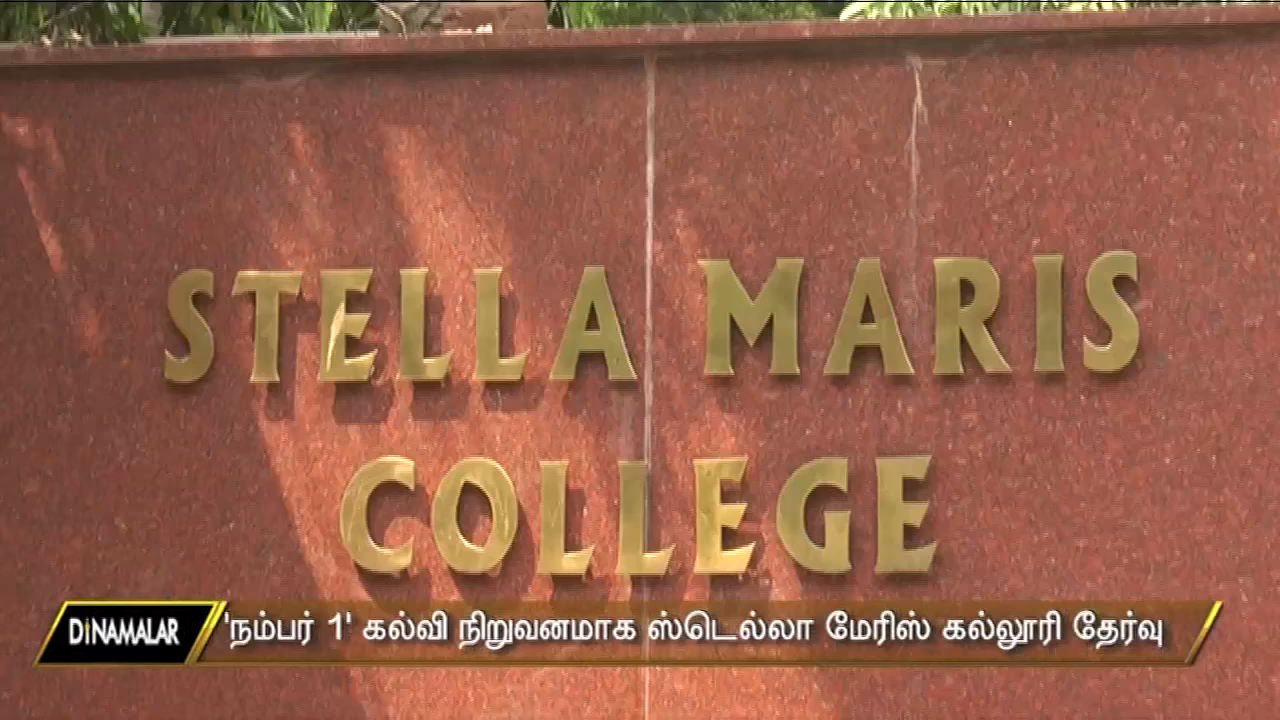 STELLA MARIS
COLLEGE
DINAMALAR
'நம்பர் 1' கல்வி நிறுவனமாக ஸ்டெல்லா மேரிஸ் கல்லூரி தேர்வு